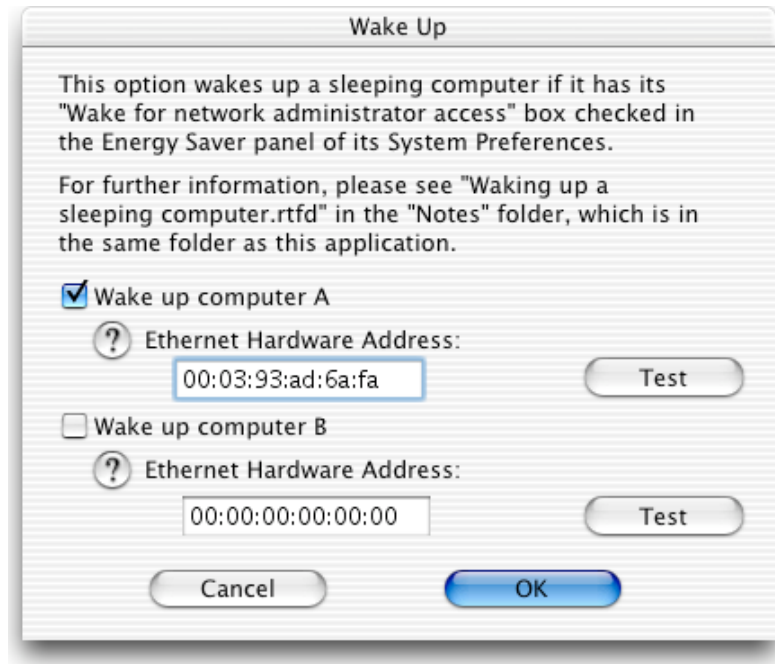 Wake Up
This option wakes up a sleeping computer if it has its
"Wake for network administrator access" box checked in
the Energy Saver panel of its System Preferences.
For further information, please see "Waking up a
sleeping computer.rtfd" in the "Notes" folder, which is in
the same folder as this application.
Wake up computer A
? Ethernet Hardware Address:
00:03:93:ad:6a:fa Test
Wake up computer B
? Ethernet Hardware Address:
00:00:00:00:00:00 Test
Cancel OK